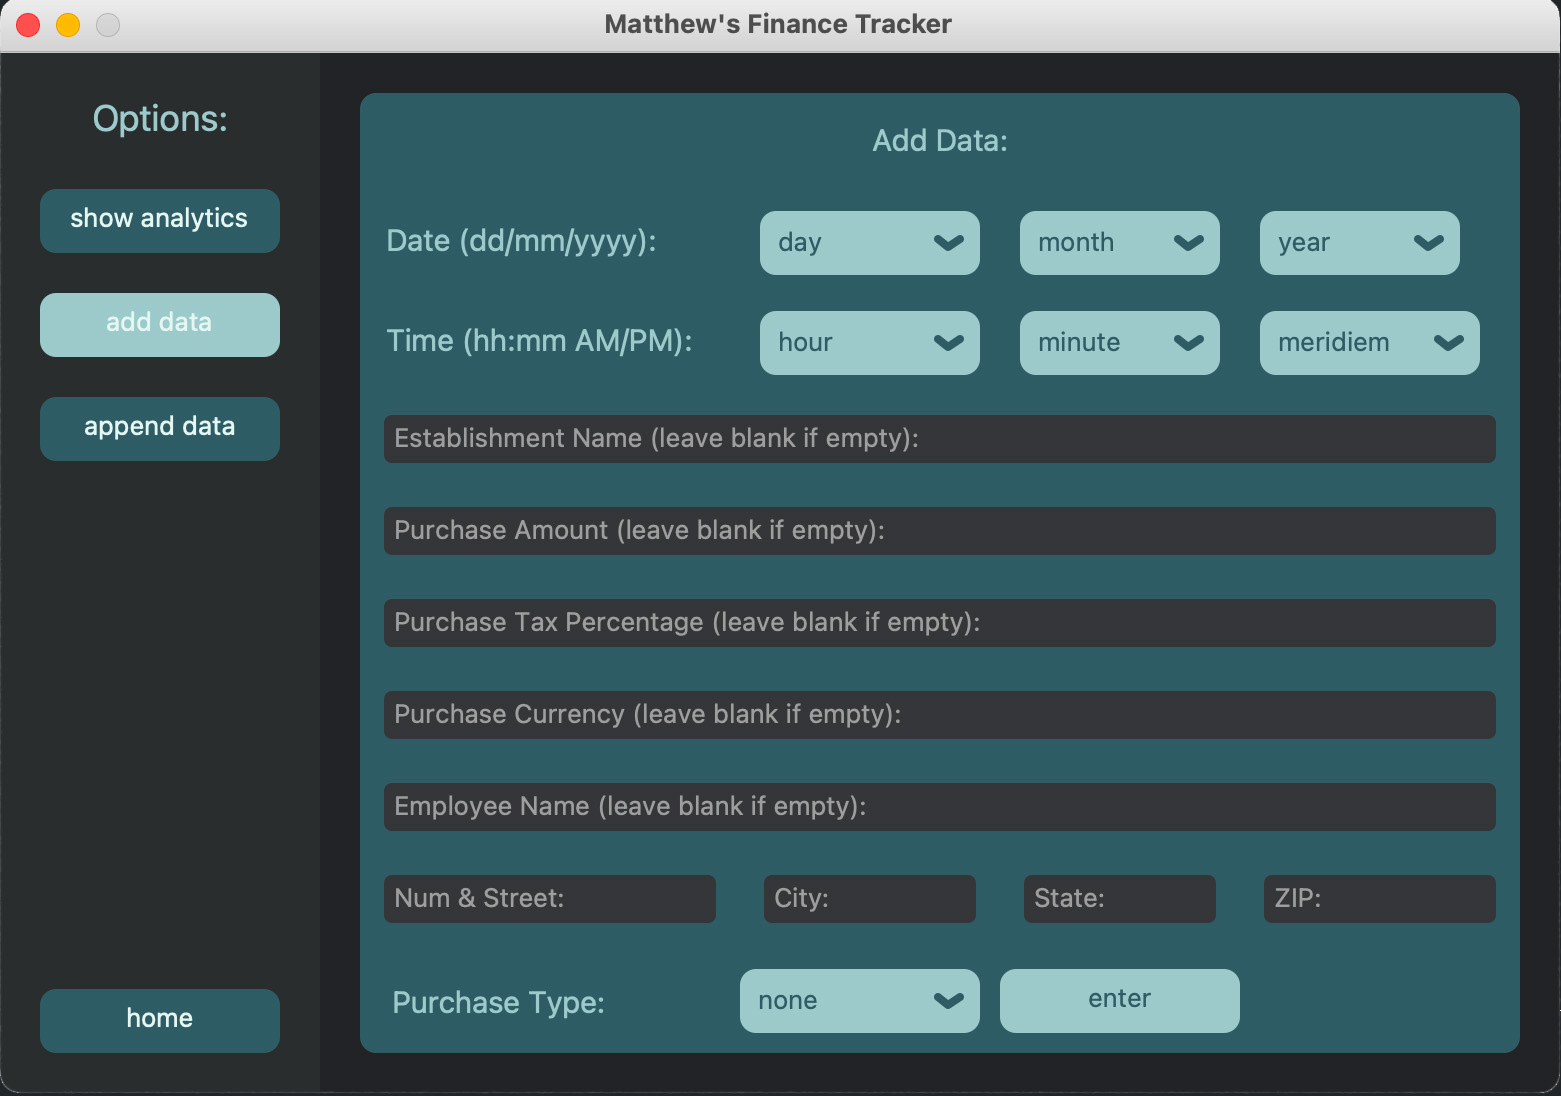 Matthew's Finance Tracker
Options:
show analytics
add data
append data
home
Add Data:
Date (dd/mm/yyyy): day month year
Time (hh:mm AM/PM): hour minute meridiem
Establishment Name (leave blank if empty):
Purchase Amount (leave blank if empty):
Purchase Tax Percentage (leave blank if empty):
Purchase Currency (leave blank if empty):
Employee Name (leave blank if empty):
Num & Street: City: State: ZIP:
Purchase Type: none enter